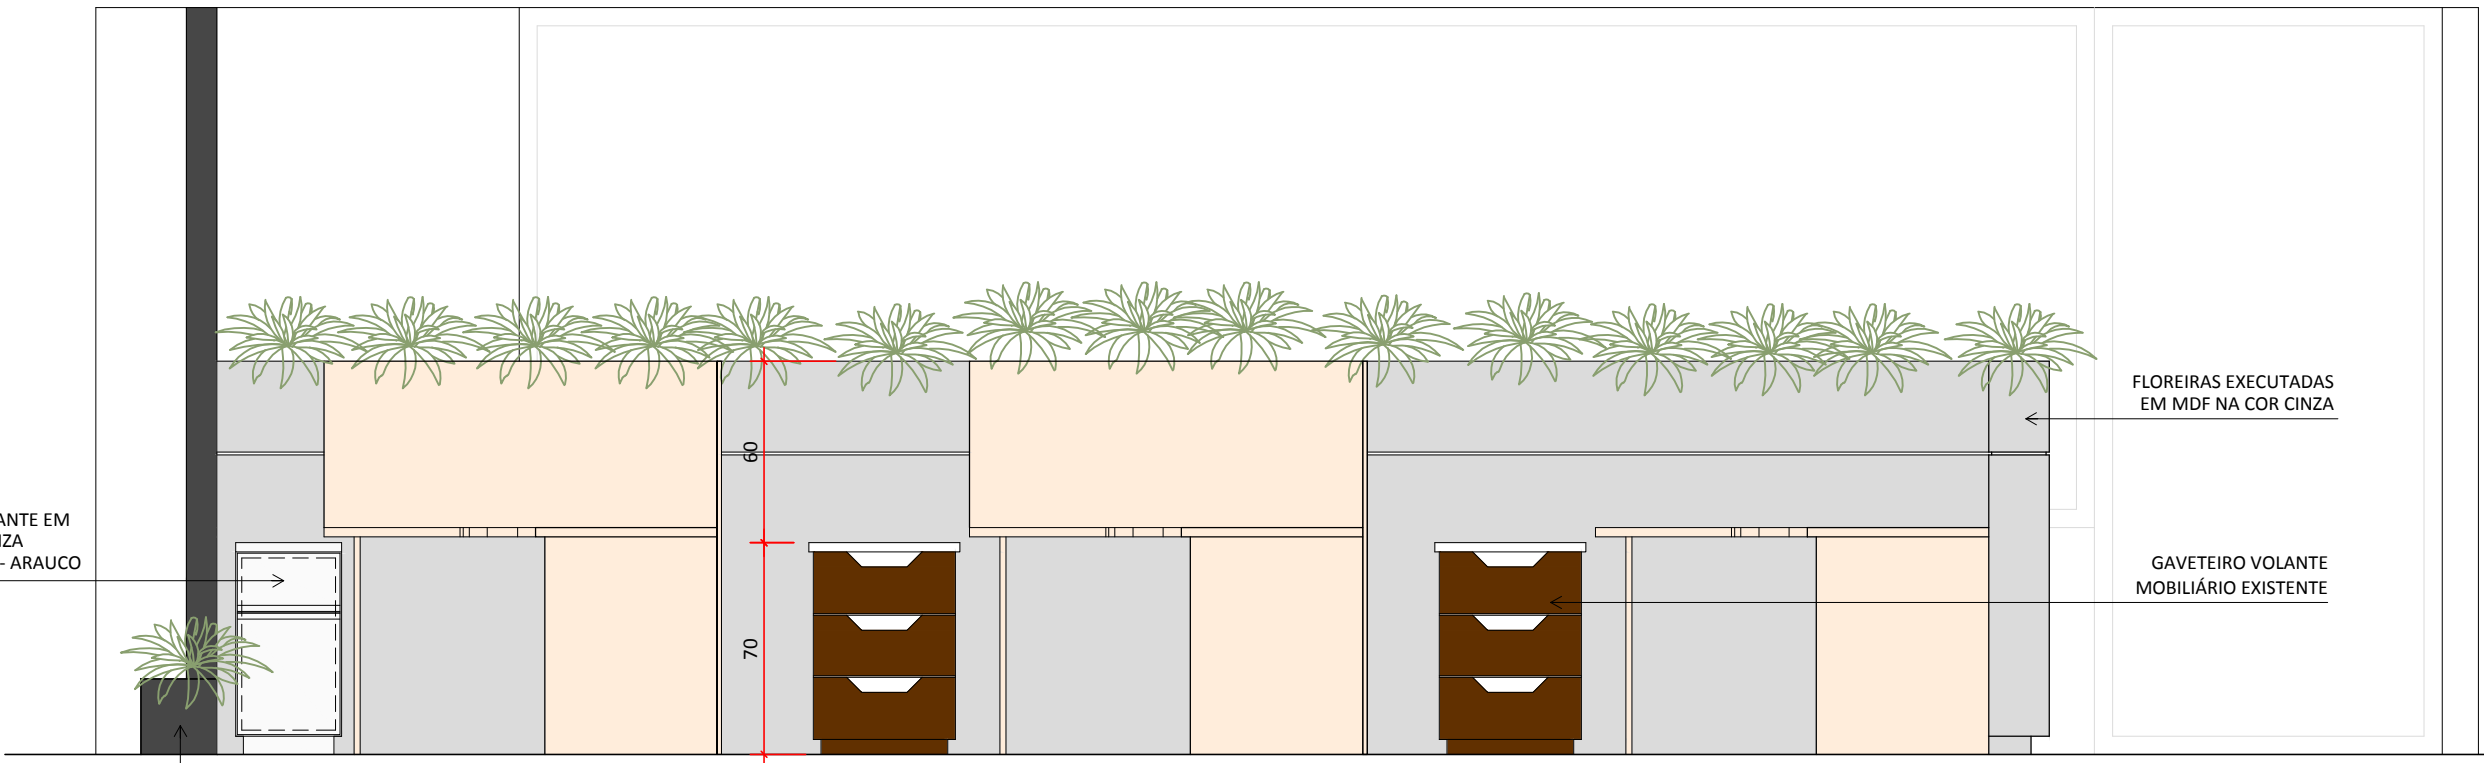 FLOREIRAS EXECUTADAS
EM MDF NA COR CINZA
60
ANTE EM
ZA
- ARAUCO
GAVETEIRO VOLANTE
MOBILIÁRIO EXISTENTE
70